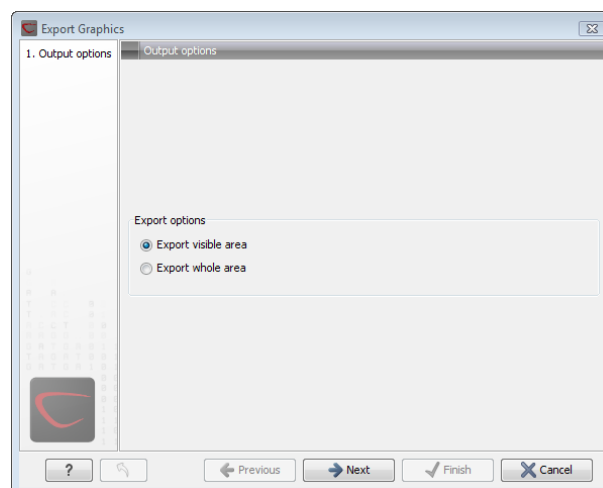 Export Graphics
1. Output options
Output options
Export options
Export visible area
Export whole area
?
Previous
Next
Finish
Cancel